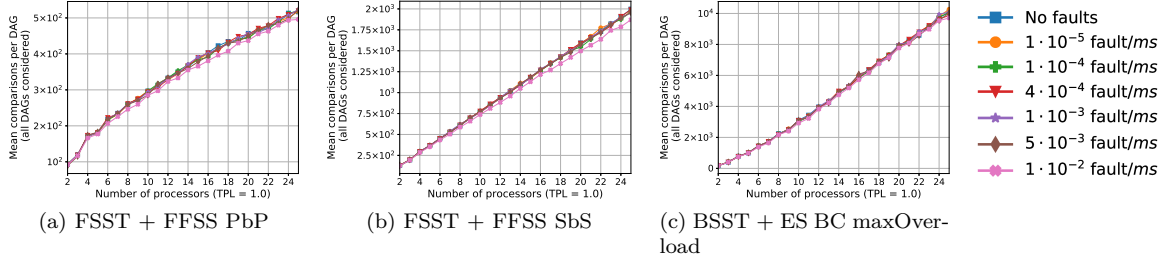 Mean comparisons per DAG
(all DAGs considered)
5×10²
4×10²
3×10²
2×10²
10²
2 4 6 8 10 12 14 16 18 20 22 24
Number of processors (TPL = 1.0)
(a) FSST + FFSS PbP
Mean comparisons per DAG
(all DAGs considered)
2×10³
1.75×10³
1.5×10³
1.25×10³
10³
7.5×10²
5×10²
2.5×10²
2 4 6 8 10 12 14 16 18 20 22 24
Number of processors (TPL = 1.0)
(b) FSST + FFSS SbS
Mean comparisons per DAG
(all DAGs considered)
10⁴
8×10³
6×10³
4×10³
2×10³
0
2 4 6 8 10 12 14 16 18 20 22 24
Number of processors (TPL = 1.0)
(c) BSST + ES BC maxOver-
load
No faults
1 · 10⁻⁵ fault/ms
1 · 10⁻⁴ fault/ms
4 · 10⁻⁴ fault/ms
1 · 10⁻³ fault/ms
5 · 10⁻³ fault/ms
1 · 10⁻² fault/ms